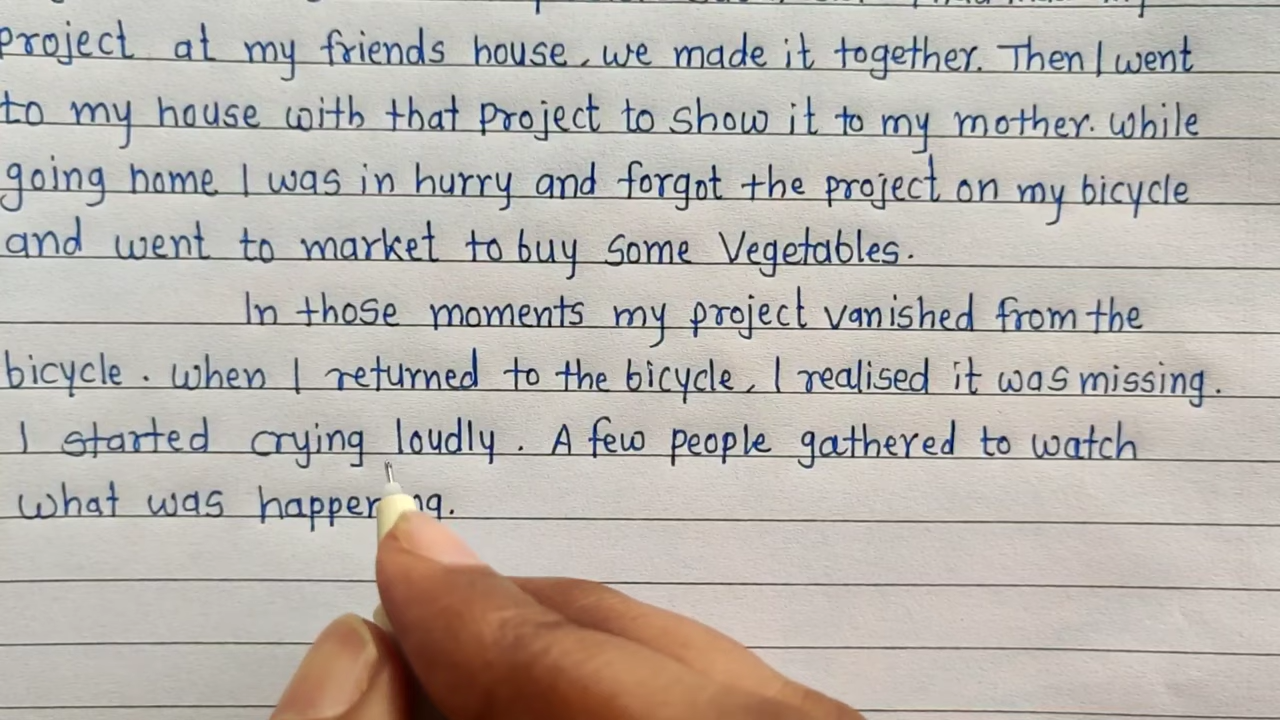 project at my friends house, we made it together. Then I went
to my house with that project to show it to my mother. While
going home I was in hurry and forgot the project on my bicycle
and went to market to buy some Vegetables.
In those moments my project vanished from the
bicycle. When I returned to the bicycle, I realised it was missing.
I started crying loudly. A few people gathered to watch
what was happening.